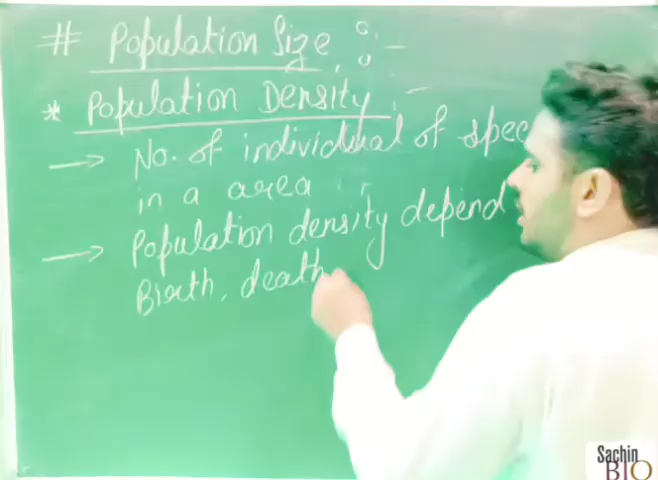 # Population Size :-
* Population Density :-
→ No. of individual of spec
in a area
→ Population density depend
Birth, death
Sachin
BIO